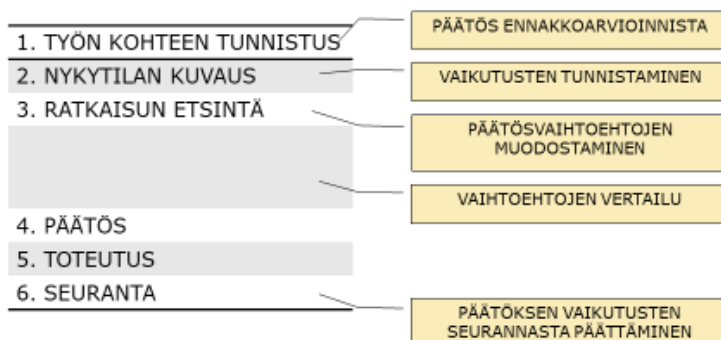 1. TYÖN KOHTEEN TUNNISTUS
2. NYKYTILAN KUVAUS
3. RATKAISUN ETSINTÄ
4. PÄÄTÖS
5. TOTEUTUS
6. SEURANTA
PÄÄTÖS ENNAKKOARVIOINNISTA
VAIKUTUSTEN TUNNISTAMINEN
PÄÄTÖSVAIHTOEHTOJEN
MUODOSTAMINEN
VAIHTOEHTOJEN VERTAILU
PÄÄTÖKSEN VAIKUTUSTEN
SEURANNASTA PÄÄTTÄMINEN